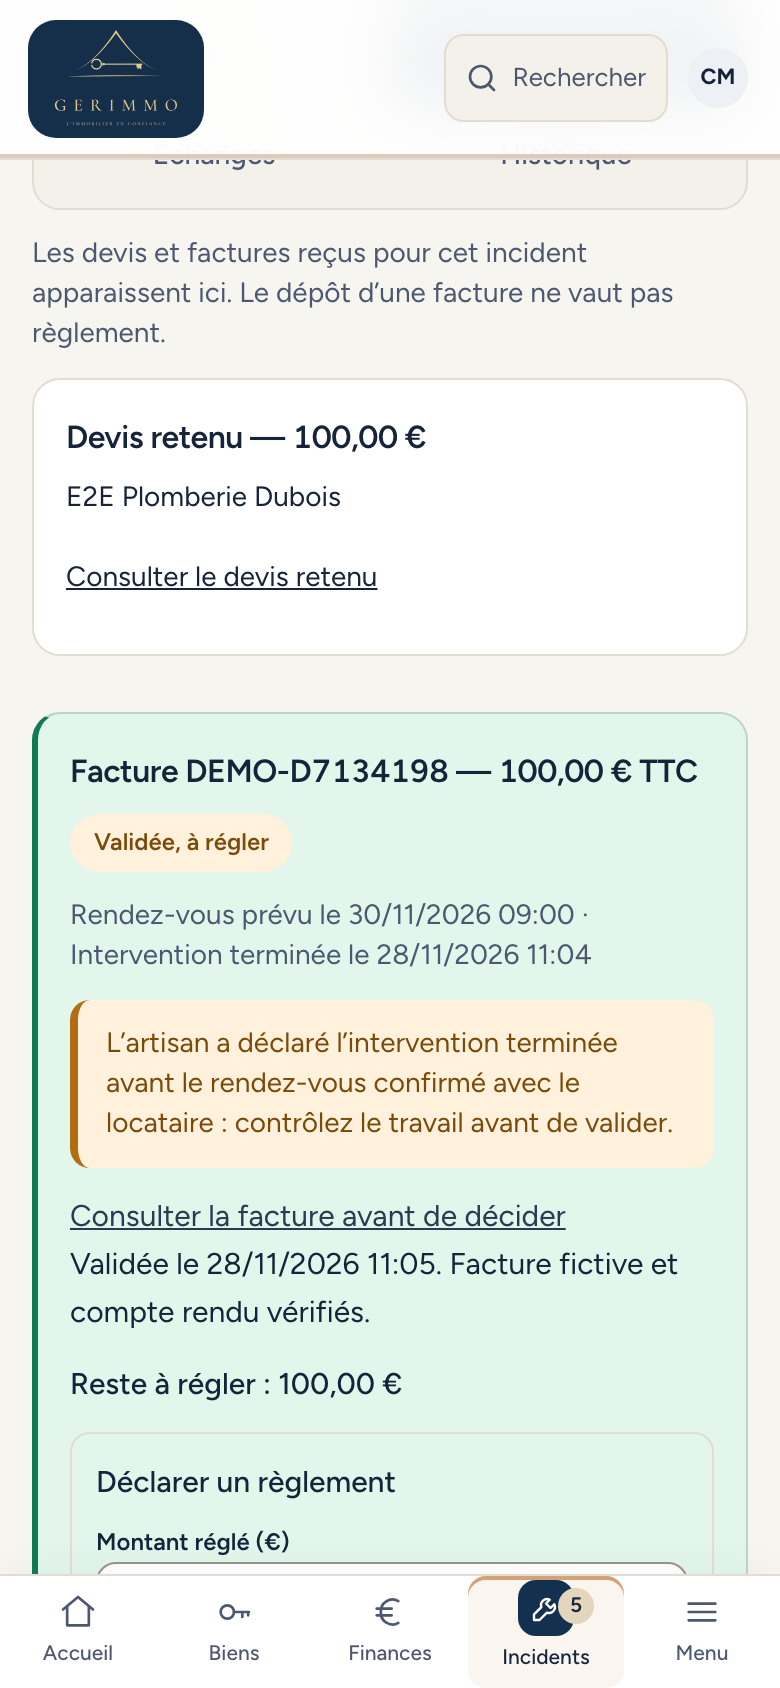 GERIMMO
L'IMMOBILIER EN CONFIANCE
Rechercher
CM
Échanges
Historique
Les devis et factures reçus pour cet incident
apparaissent ici. Le dépôt d’une facture ne vaut pas
règlement.
Devis retenu — 100,00 €
E2E Plomberie Dubois
Consulter le devis retenu
Facture DEMO-D7134198 — 100,00 € TTC
Validée, à régler
Rendez-vous prévu le 30/11/2026 09:00 ·
Intervention terminée le 28/11/2026 11:04
L’artisan a déclaré l’intervention terminée
avant le rendez-vous confirmé avec le
locataire : contrôlez le travail avant de valider.
Consulter la facture avant de décider
Validée le 28/11/2026 11:05. Facture fictive et
compte rendu vérifiés.
Reste à régler : 100,00 €
Déclarer un règlement
Montant réglé (€)
5
Accueil
Biens
Finances
Incidents
Menu